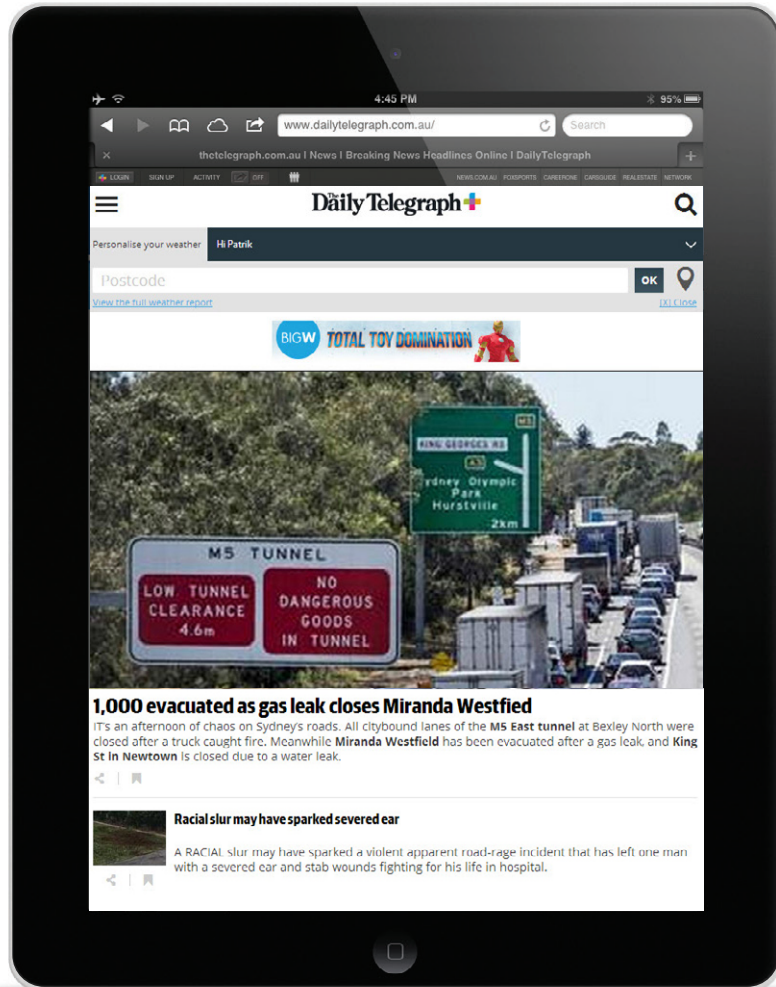 4:45 PM
95%
www.dailytelegraph.com.au/
Search
thetelegraph.com.au I News I Breaking News Headlines Online I DailyTelegraph
LOGIN SIGN UP ACTIVITY OFF NEWS.COM.AU FOXSPORTS CAREERONE CARSGUIDE REALESTATE NETWORK
The Daily Telegraph+
Personalise your weather Hi Patrik
Postcode OK
View the full weather report [X] Close
BIGW TOTAL TOY DOMINATION
M5
KING GEORGES RD
A3
ydney Olympic
Park
Hurstville
2km
M5 TUNNEL
LOW TUNNEL
CLEARANCE
4.6m
NO
DANGEROUS
GOODS
IN TUNNEL
1,000 evacuated as gas leak closes Miranda Westfied
IT's an afternoon of chaos on Sydney's roads. All citybound lanes of the M5 East tunnel at Bexley North were
closed after a truck caught fire. Meanwhile Miranda Westfield has been evacuated after a gas leak, and King
St in Newtown is closed due to a water leak.
Racial slur may have sparked severed ear
A RACIAL slur may have sparked a violent apparent road-rage incident that has left one man
with a severed ear and stab wounds fighting for his life in hospital.